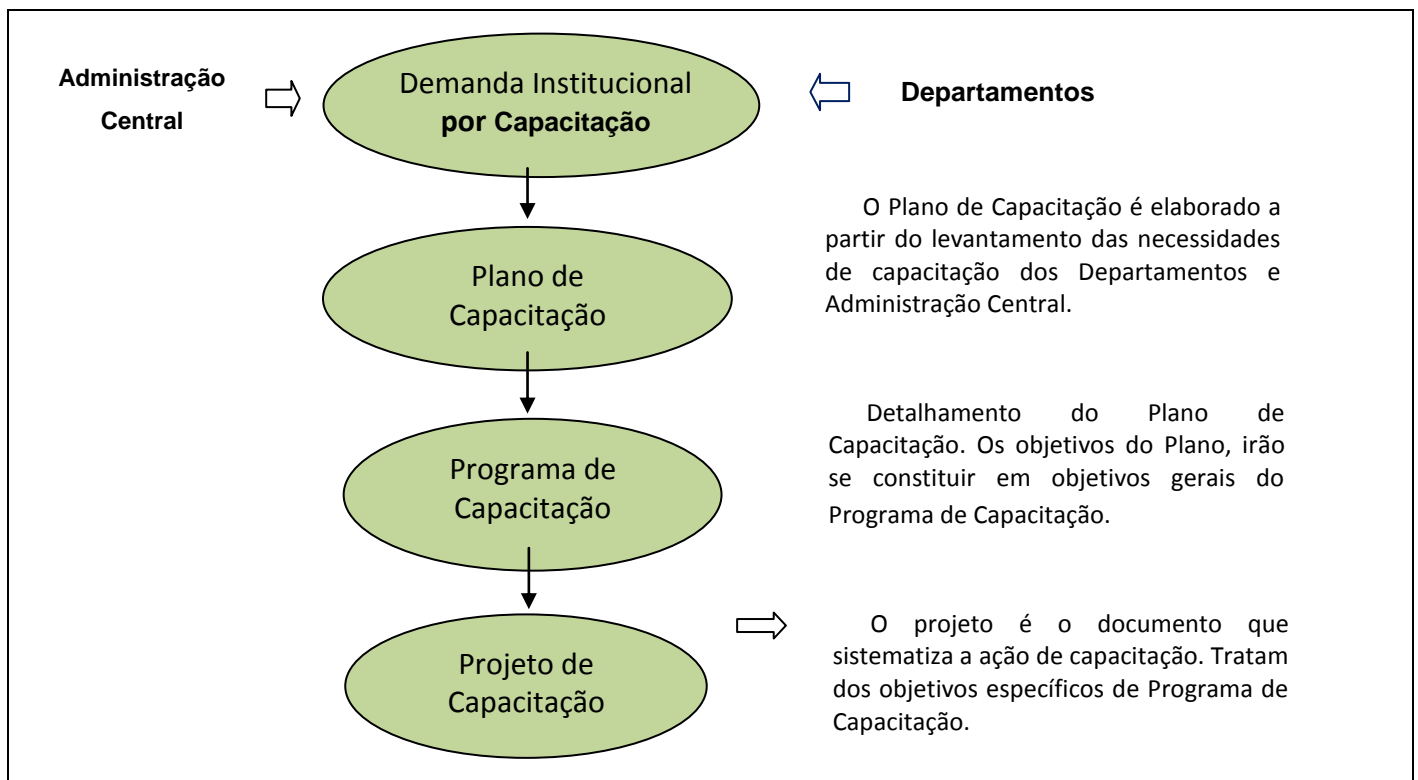 Administração
Central
Demanda Institucional
por Capacitação
Departamentos
O Plano de Capacitação é elaborado a
partir do levantamento das necessidades
de capacitação dos Departamentos e
Administração Central.
Plano de
Capacitação
Detalhamento do Plano de
Capacitação. Os objetivos do Plano, irão
se constituir em objetivos gerais do
Programa de Capacitação.
Programa de
Capacitação
O projeto é o documento que
sistematiza a ação de capacitação. Tratam
dos objetivos específicos de Programa de
Capacitação.
Projeto de
Capacitação